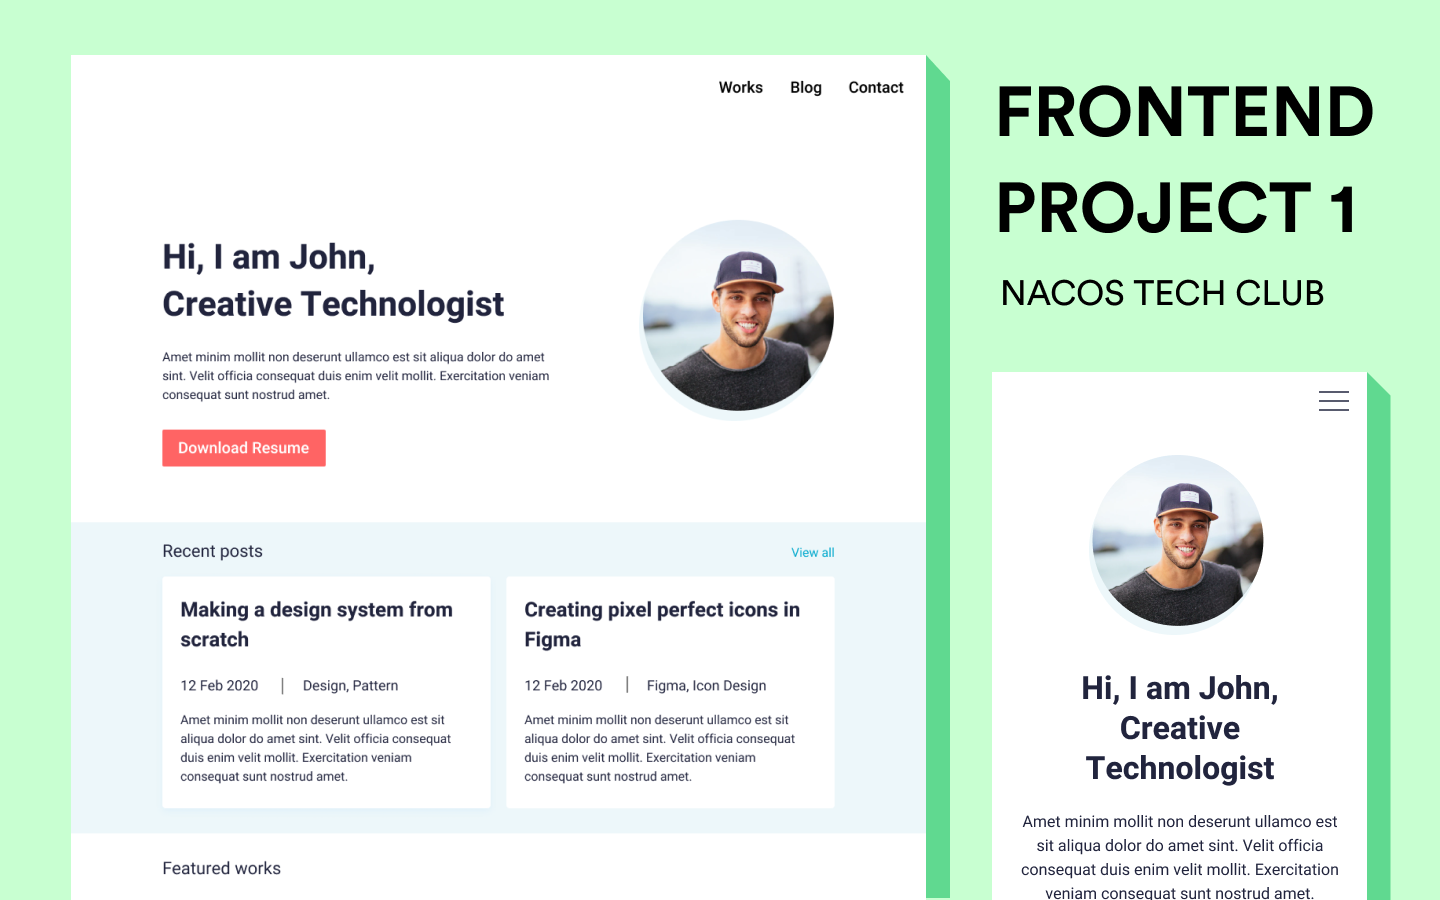 Works Blog Contact
Hi, I am John,
Creative Technologist
Amet minim mollit non deserunt ullamco est sit aliqua dolor do amet
sint. Velit officia consequat duis enim velit mollit. Exercitation veniam
consequat sunt nostrud amet.
Download Resume
Recent posts
View all
Making a design system from
scratch
12 Feb 2020 | Design, Pattern
Amet minim mollit non deserunt ullamco est sit
aliqua dolor do amet sint. Velit officia consequat
duis enim velit mollit. Exercitation veniam
consequat sunt nostrud amet.
Creating pixel perfect icons in
Figma
12 Feb 2020 | Figma, Icon Design
Amet minim mollit non deserunt ullamco est sit
aliqua dolor do amet sint. Velit officia consequat
duis enim velit mollit. Exercitation veniam
consequat sunt nostrud amet.
Featured works
FRONTEND
PROJECT 1
NACOS TECH CLUB
Hi, I am John,
Creative
Technologist
Amet minim mollit non deserunt ullamco est
sit aliqua dolor do amet sint. Velit officia
consequat duis enim velit mollit. Exercitation
veniam consequat sunt nostrud amet.